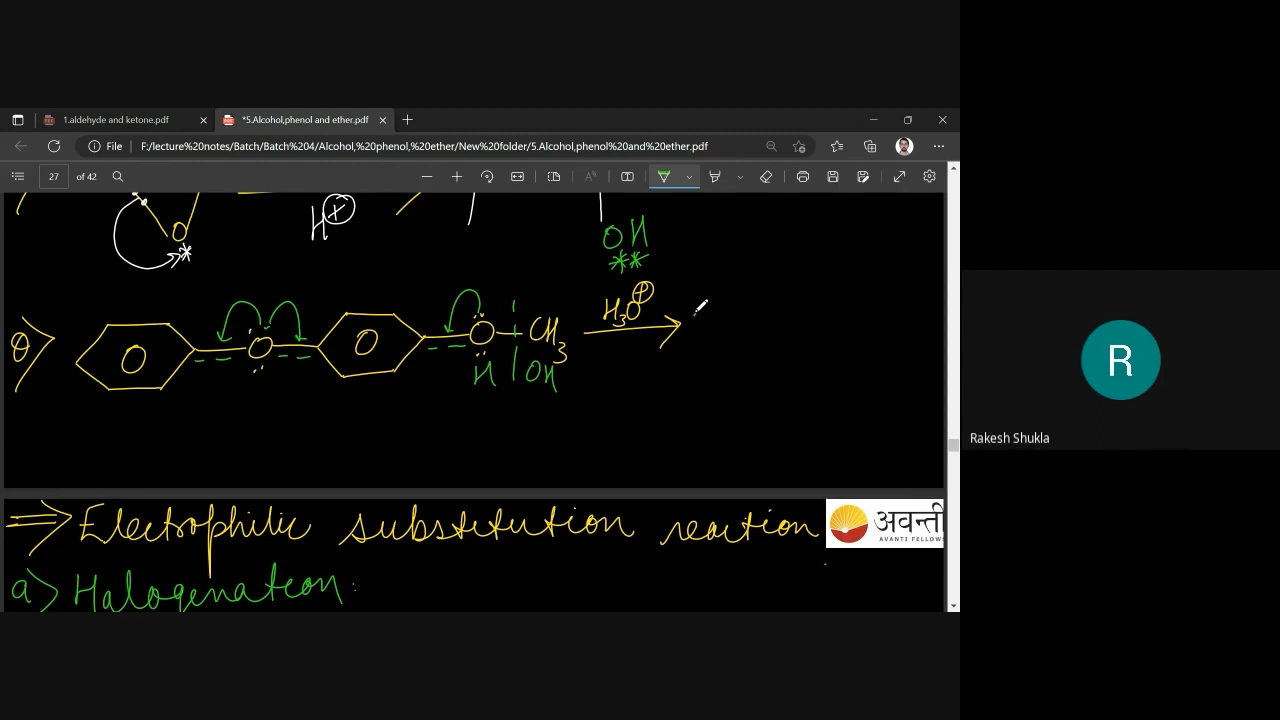 1.aldehyde and ketone.pdf
*5.Alcohol,phenol and ether.pdf
File
F:/lecture%20notes/Batch/Batch%204/Alcohol,%20phenol,%20ether/New%20folder/5.Alcohol,phenol%20and%20ether.pdf
27 of 42
O
*
H+
OH
**
Q> O O O O CH3 H3O+
H OH
⇒ Electrophilic substitution reaction
अवन्ती
AVANTI FELLOWS
a> Halogenation:
R
Rakesh Shukla